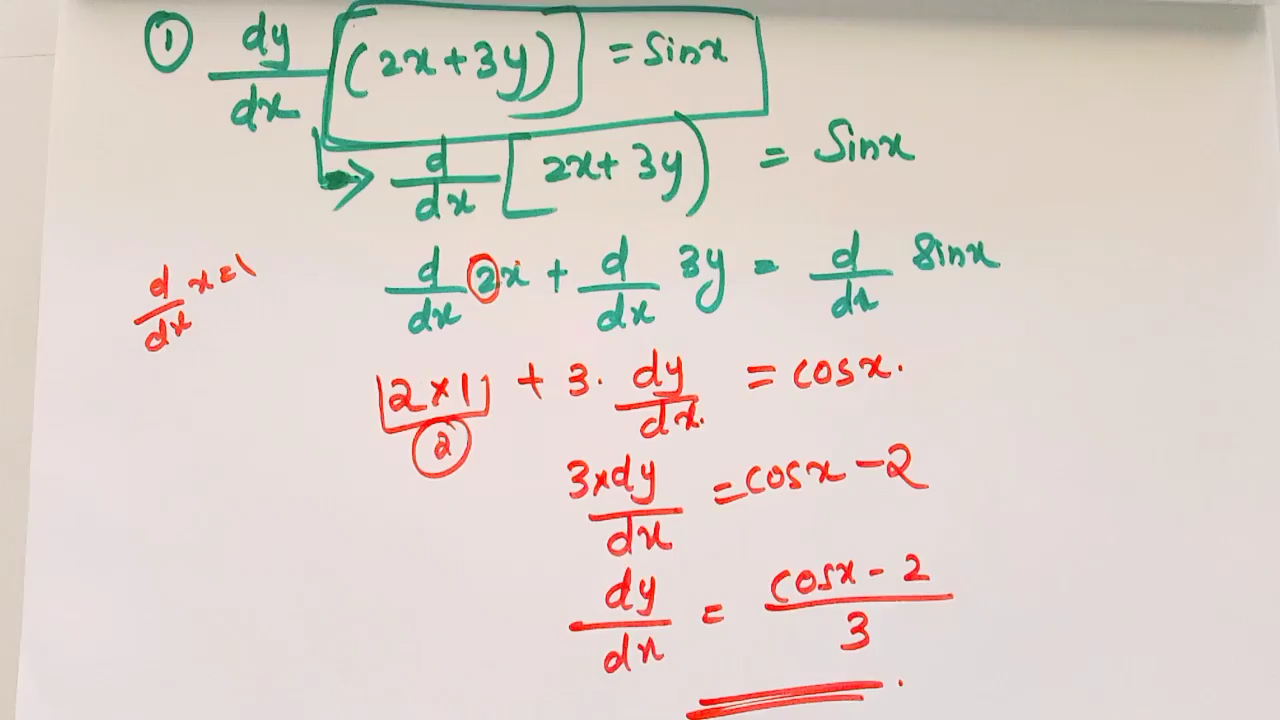 ① dy/dx (2x+3y) = Sinx
d/dx [2x+3y) = Sinx
d/dx 2x + d/dx 3y = d/dx sinx
d/dx x=1
[2×1] + 3. dy/dx = cosx.
②
3×dy/dx = cosx-2
dy/dx = cosx-2/3